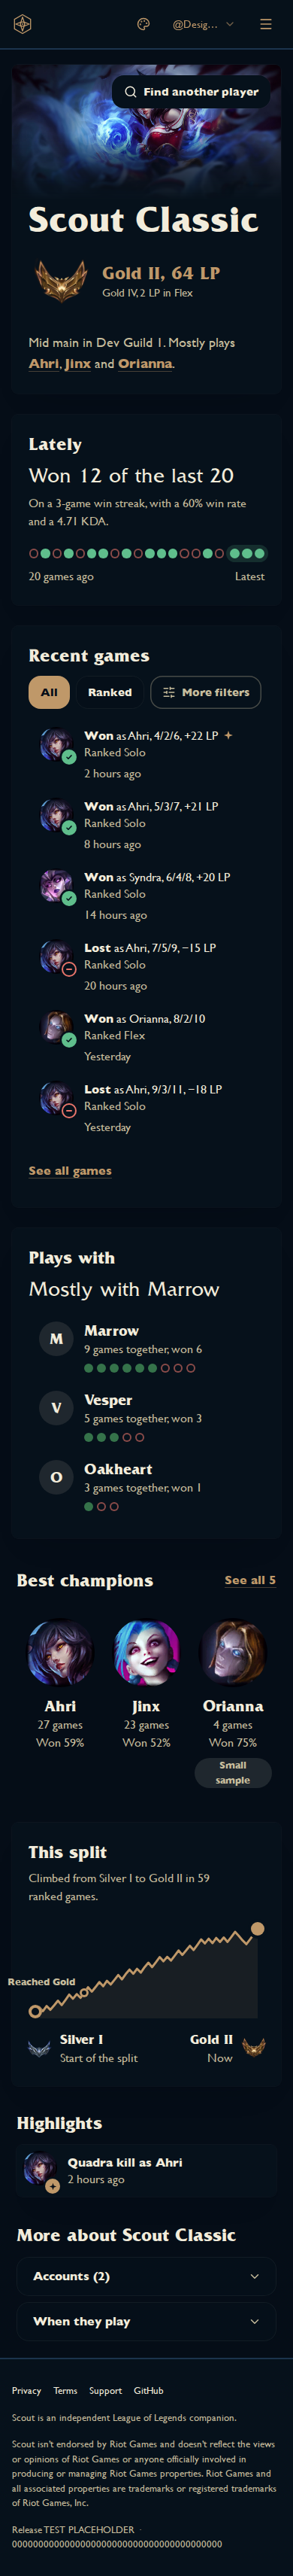 @Desig...
Find another player
Scout Classic
Gold II, 64 LP
Gold IV, 2 LP in Flex
Mid main in Dev Guild 1. Mostly plays
Ahri, Jinx and Orianna.
Lately
Won 12 of the last 20
On a 3-game win streak, with a 60% win rate
and a 4.71 KDA.
20 games ago
Latest
Recent games
All
Ranked
More filters
Won as Ahri, 4/2/6, +22 LP
Ranked Solo
2 hours ago
Won as Ahri, 5/3/7, +21 LP
Ranked Solo
8 hours ago
Won as Syndra, 6/4/8, +20 LP
Ranked Solo
14 hours ago
Lost as Ahri, 7/5/9, −15 LP
Ranked Solo
20 hours ago
Won as Orianna, 8/2/10
Ranked Flex
Yesterday
Lost as Ahri, 9/3/11, −18 LP
Ranked Solo
Yesterday
See all games
Plays with
Mostly with Marrow
M
Marrow
9 games together, won 6
V
Vesper
5 games together, won 3
O
Oakheart
3 games together, won 1
Best champions
See all 5
Ahri
27 games
Won 59%
Jinx
23 games
Won 52%
Orianna
4 games
Won 75%
Small
sample
This split
Climbed from Silver I to Gold II in 59
ranked games.
Reached Gold
Silver I
Start of the split
Gold II
Now
Highlights
Quadra kill as Ahri
2 hours ago
More about Scout Classic
Accounts (2)
When they play
Privacy
Terms
Support
GitHub
Scout is an independent League of Legends companion.
Scout isn't endorsed by Riot Games and doesn't reflect the views
or opinions of Riot Games or anyone officially involved in
producing or managing Riot Games properties. Riot Games and
all associated properties are trademarks or registered trademarks
of Riot Games, Inc.
Release TEST PLACEHOLDER ·
0000000000000000000000000000000000000000